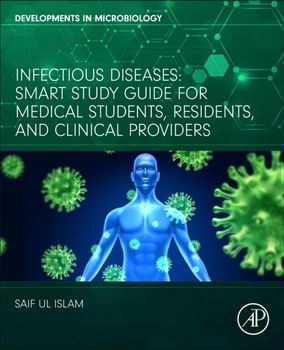 DEVELOPMENTS IN MICROBIOLOGY
INFECTIOUS DISEASES:
SMART STUDY GUIDE FOR
MEDICAL STUDENTS, RESIDENTS,
AND CLINICAL PROVIDERS
SAIF UL ISLAM
AP